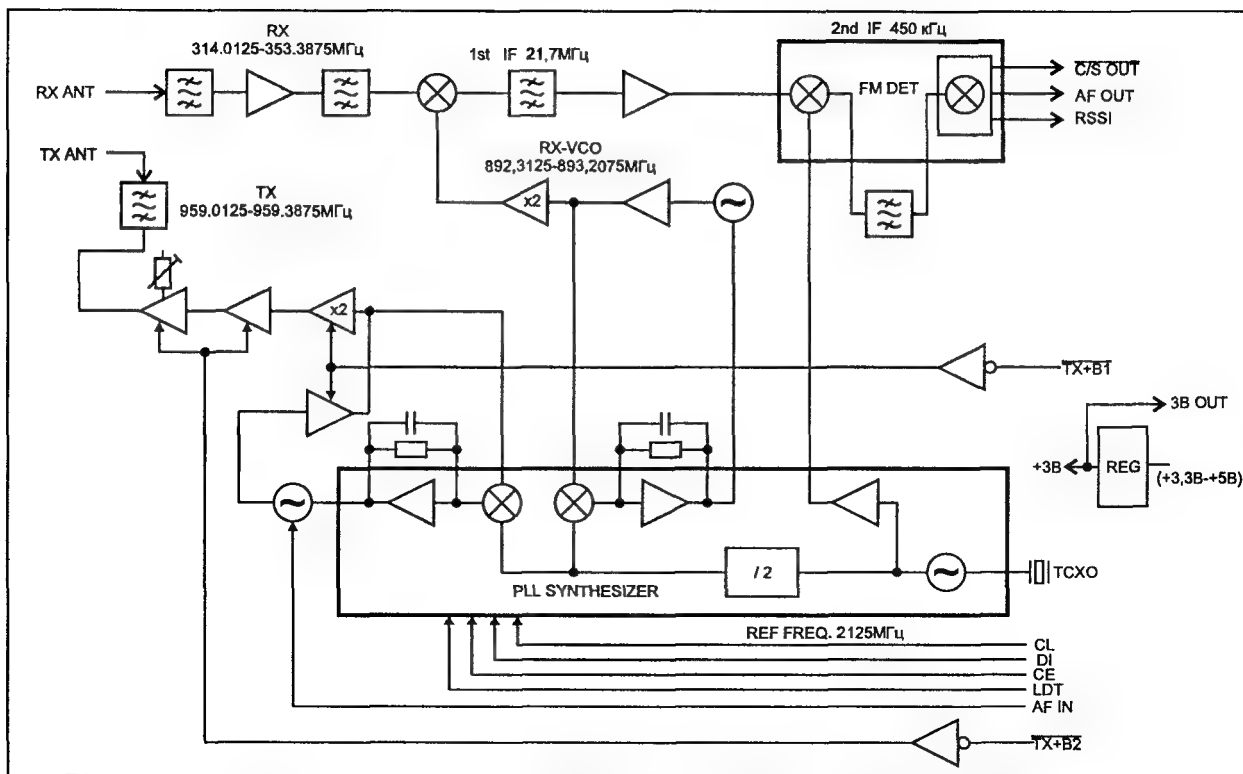 RX
314.0125-353.3875МГц
RX ANT
1st IF 21,7МГц
2nd IF 450 кГц
FM DET
C/S OUT
AF OUT
RSSI
TX ANT
TX
959.0125-959.3875МГц
RX-VCO
892,3125-893,2075МГц
x2
x2
TX+B1
3В OUT
+3В
REG
(+3,3В-+5В)
/ 2
TCXO
PLL SYNTHESIZER
REF FREQ. 2125МГц
CL
DI
CE
LDT
AF IN
TX+B2